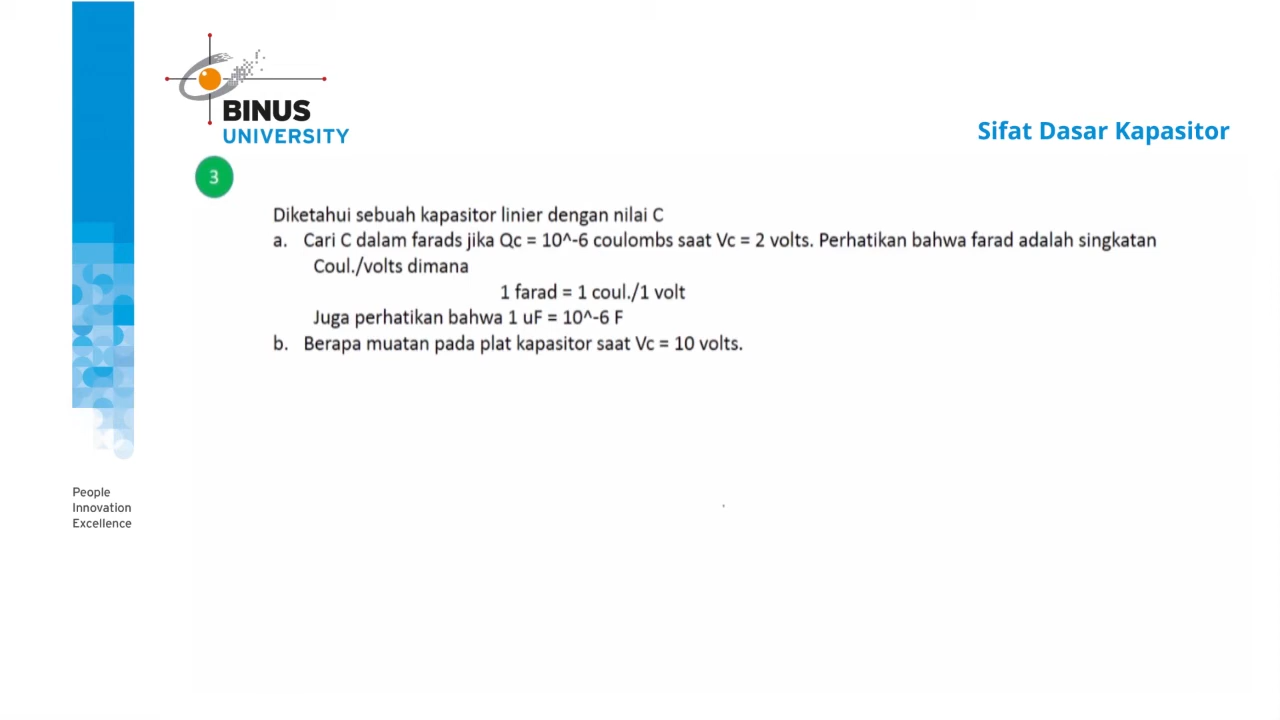 BINUS
UNIVERSITY
Sifat Dasar Kapasitor
3
Diketahui sebuah kapasitor linier dengan nilai C
a. Cari C dalam farads jika Qc = 10^-6 coulombs saat Vc = 2 volts. Perhatikan bahwa farad adalah singkatan
Coul./volts dimana
1 farad = 1 coul./1 volt
Juga perhatikan bahwa 1 uF = 10^-6 F
b. Berapa muatan pada plat kapasitor saat Vc = 10 volts.
People
Innovation
Excellence